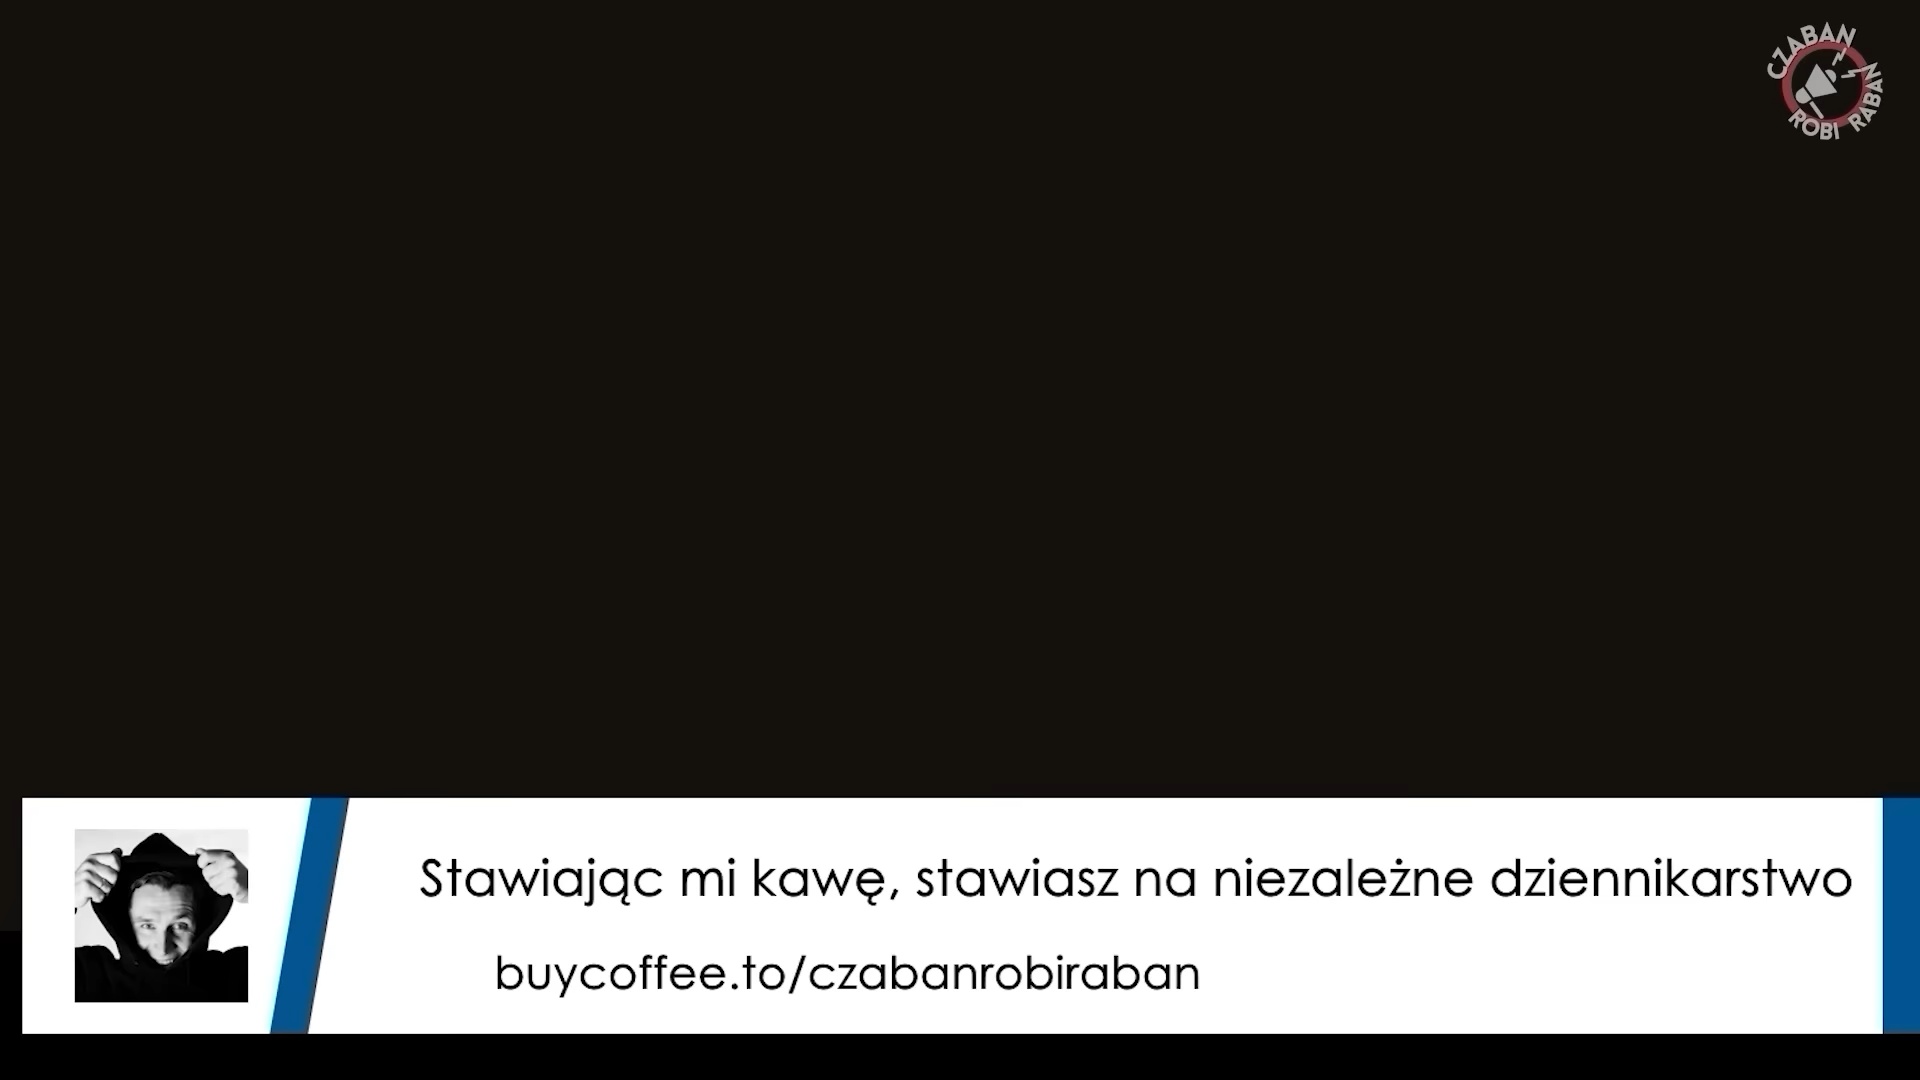 CZABAN
ROBI RABAN
Stawiając mi kawę, stawiasz na niezależne dziennikarstwo
buycoffee.to/czabanrobiraban